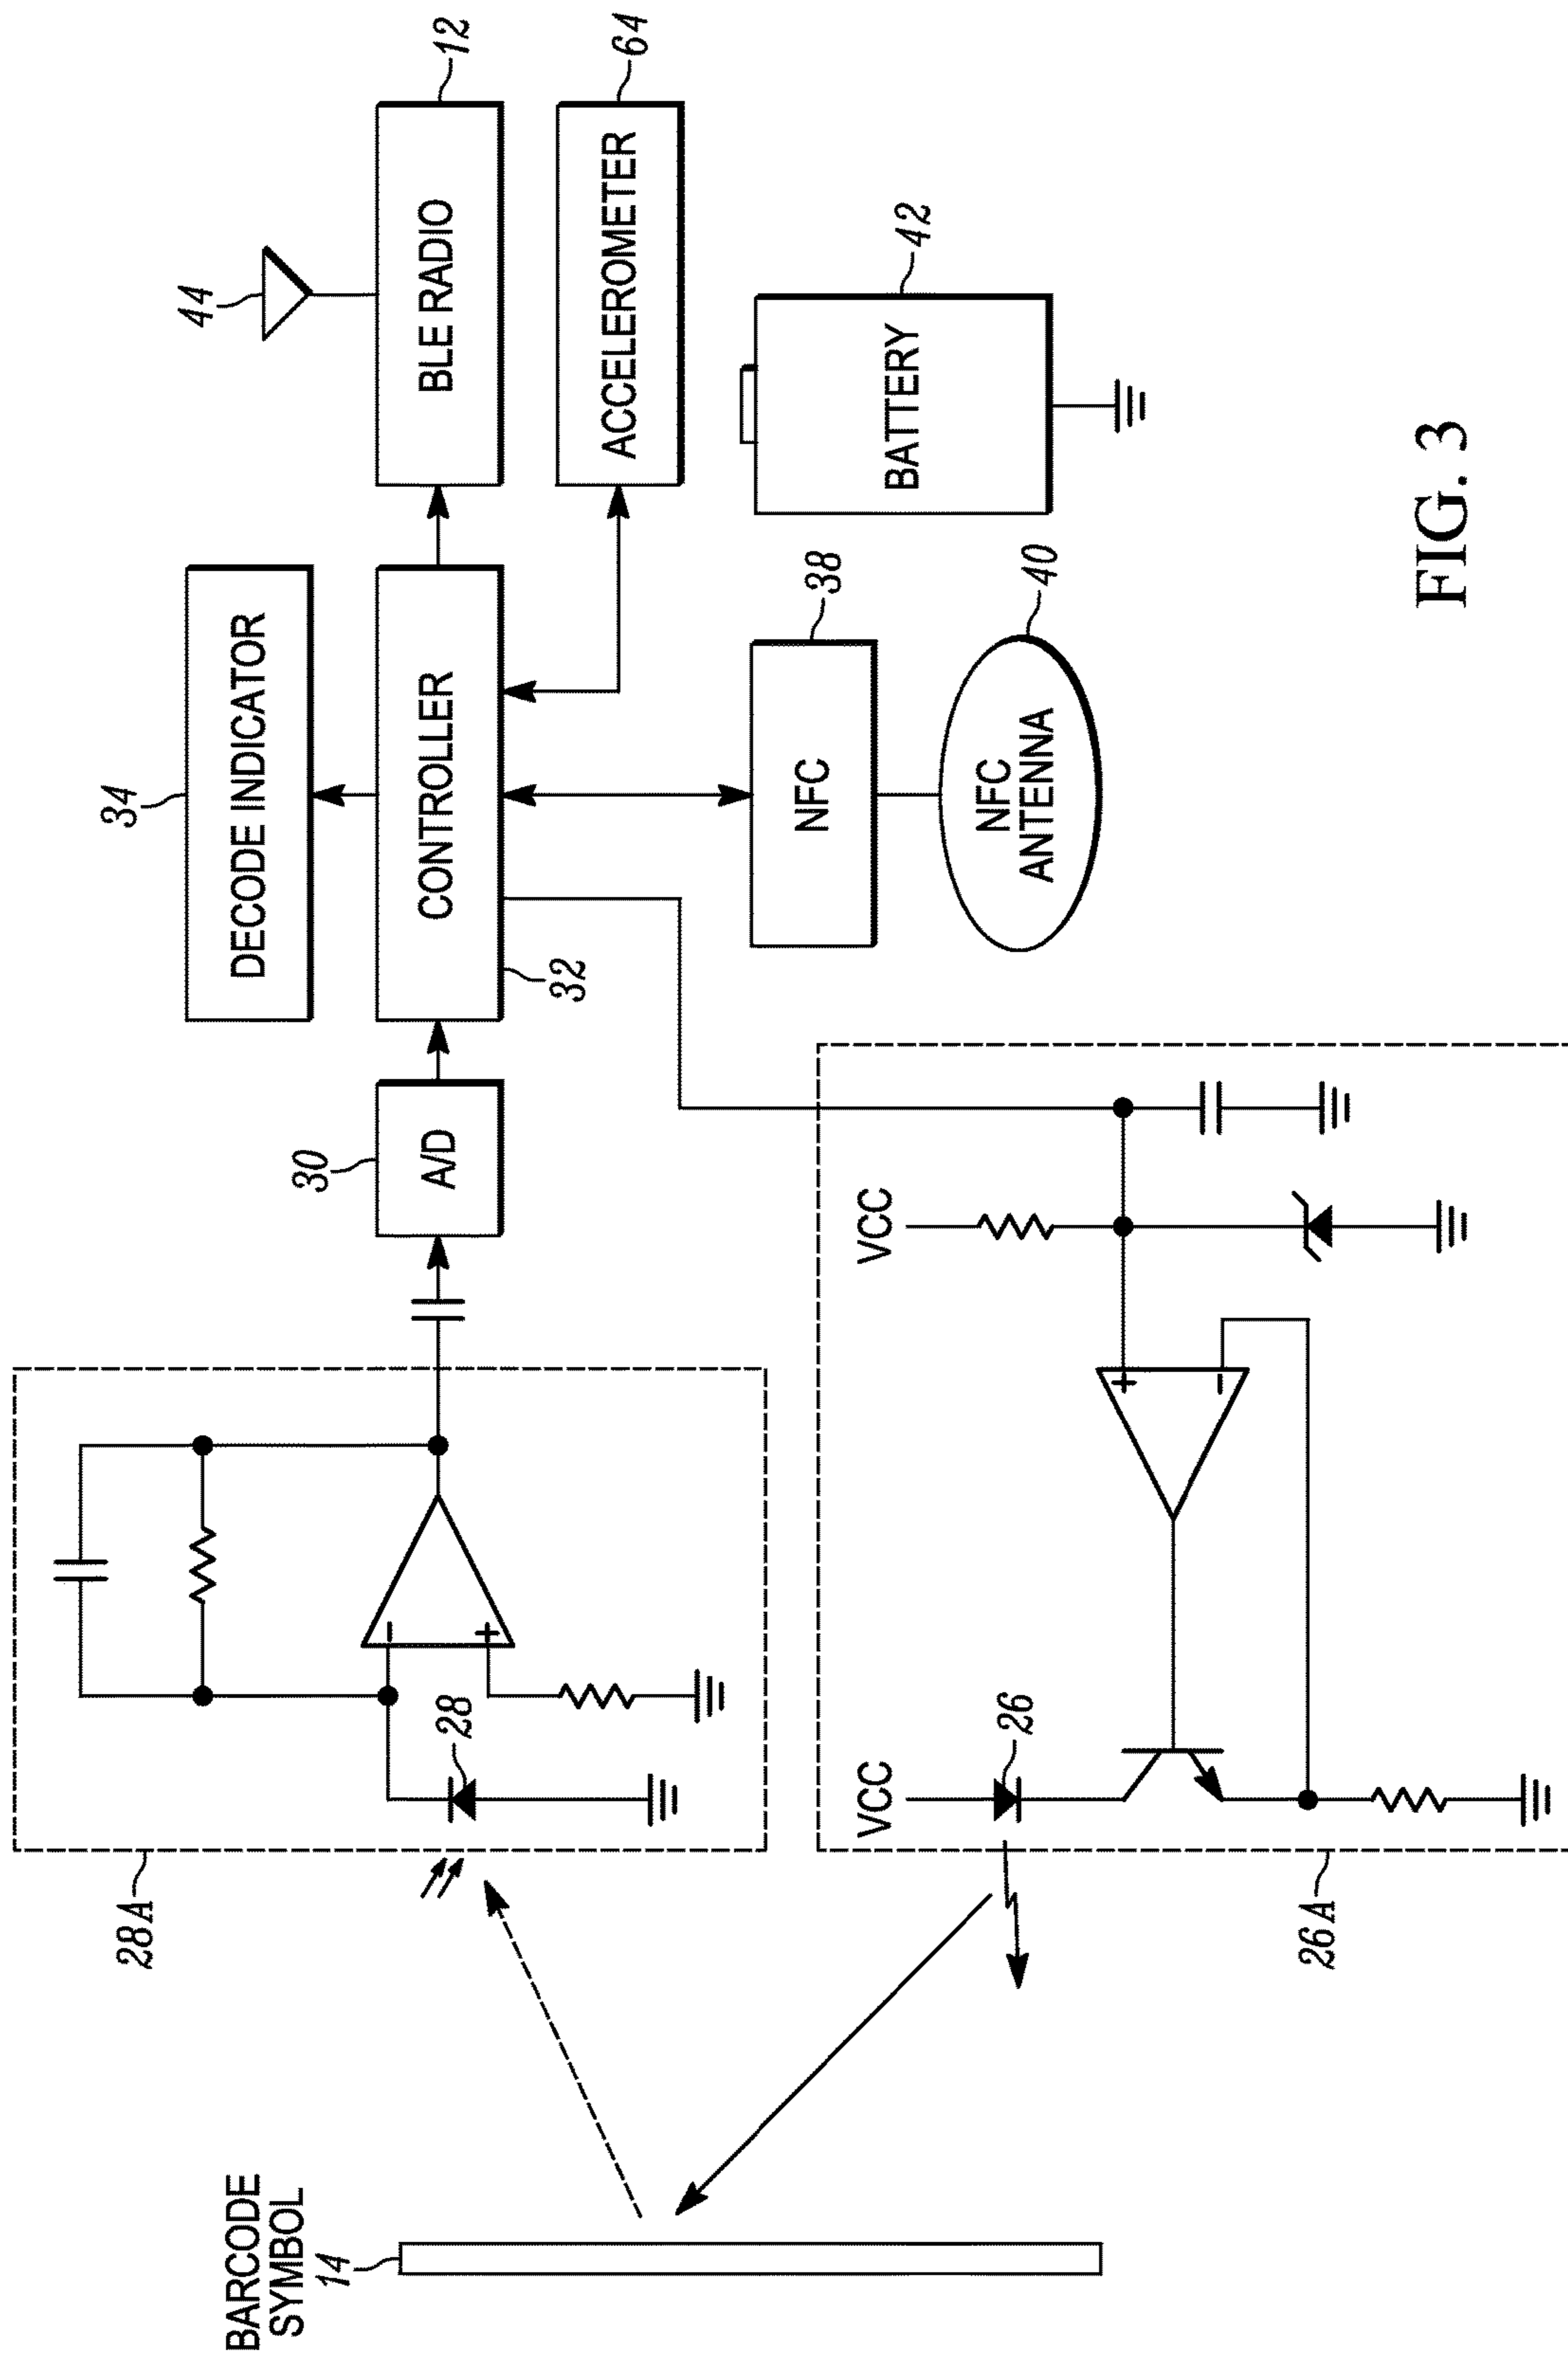 BARCODE
SYMBOL
14
28A
28
30
A/D
34
DECODE INDICATOR
CONTROLLER
32
44
BLE RADIO
12
ACCELEROMETER
64
NFC
38
NFC
ANTENNA
40
BATTERY
42
VCC
26
VCC
26A
FIG. 3